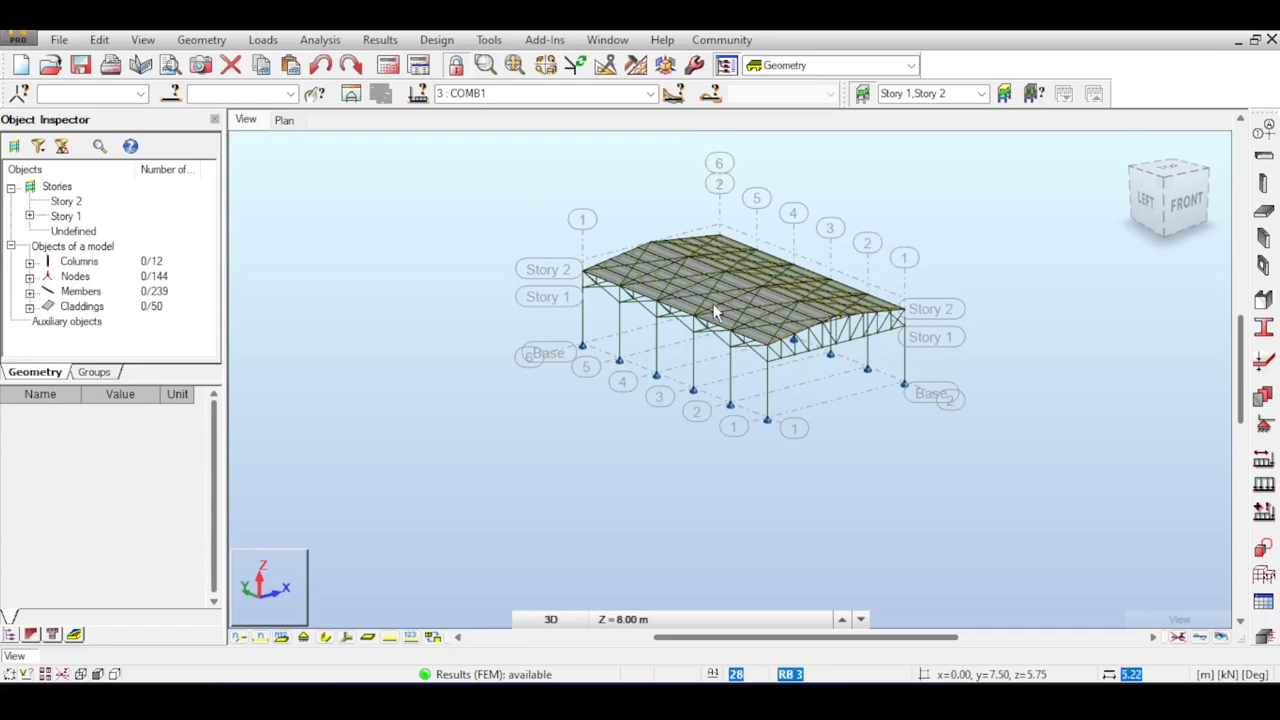 PRO File Edit View Geometry Loads Analysis Results Design Tools Add-Ins Window Help Community
Geometry
3 : COMB1 Story 1,Story 2
Object Inspector
View Plan
Objects Number of...
Stories
Story 2
Story 1
Undefined
Objects of a model
Columns 0/12
Nodes 0/144
Members 0/239
Claddings 0/50
Auxiliary objects
Geometry Groups
Name Value Unit
6
2
5
4
3
2
1
1
Story 2
Story 1
Story 2
Story 1
Base
6
5
4
3
2
1
1
Base
2
LEFT FRONT
Z
Y X
3D Z = 8.00 m
View
View
Results (FEM): available 28 RB 3 x=0.00, y=7.50, z=5.75 5.22 [m] [kN] [Deg]